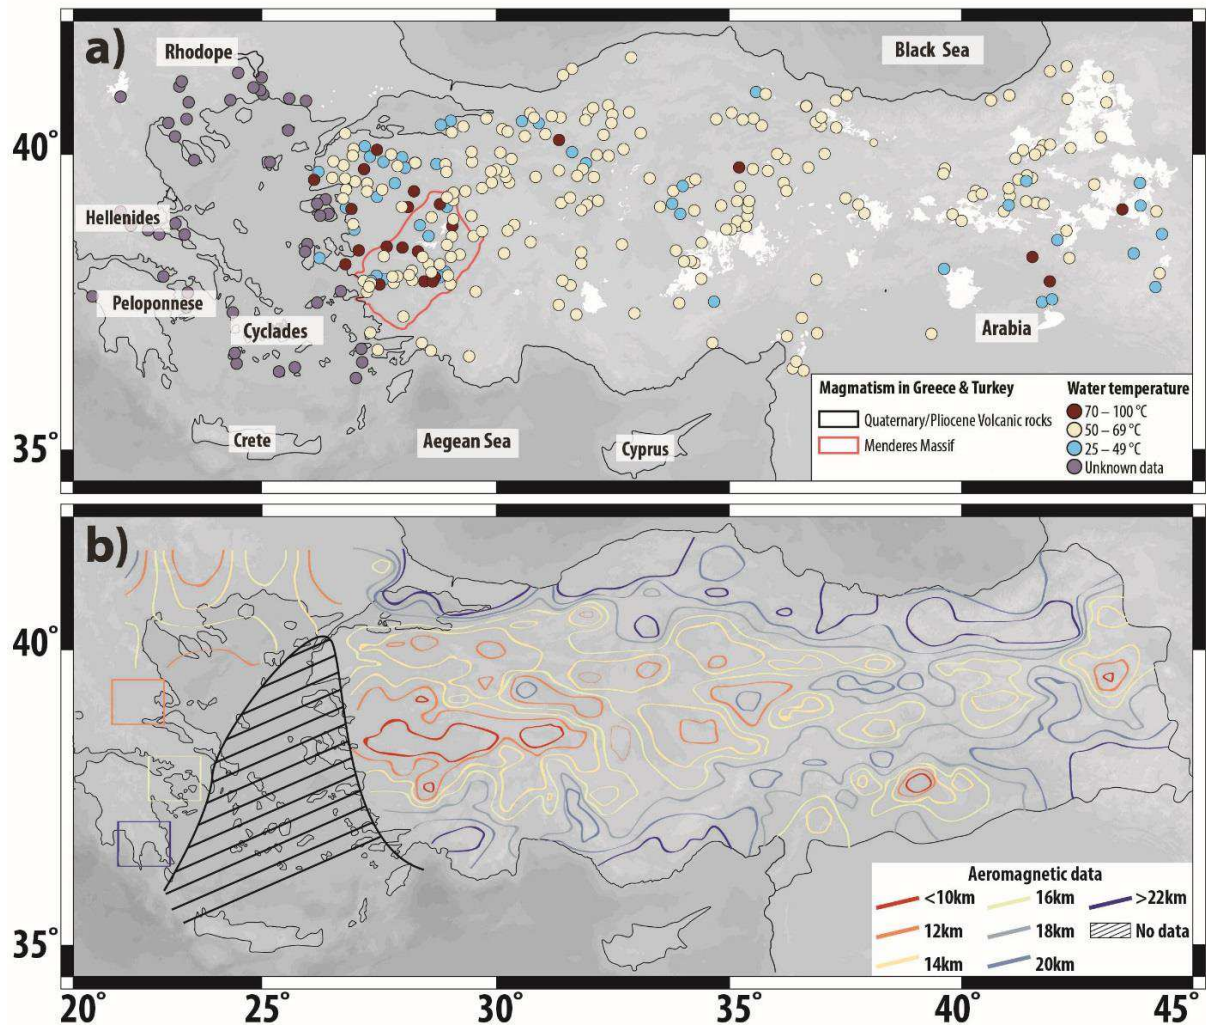 a)
Rhodope
Black Sea
40°
Hellenides
Peloponnese
Cyclades
Arabia
35°
Crete
Aegean Sea
Cyprus
Magmatism in Greece & Turkey
Quaternary/Pliocene Volcanic rocks
Menderes Massif
Water temperature
70 – 100 °C
50 – 69 °C
25 – 49 °C
Unknown data
b)
40°
35°
Aeromagnetic data
<10km
12km
14km
16km
18km
20km
>22km
No data
20° 25° 30° 35° 40° 45°